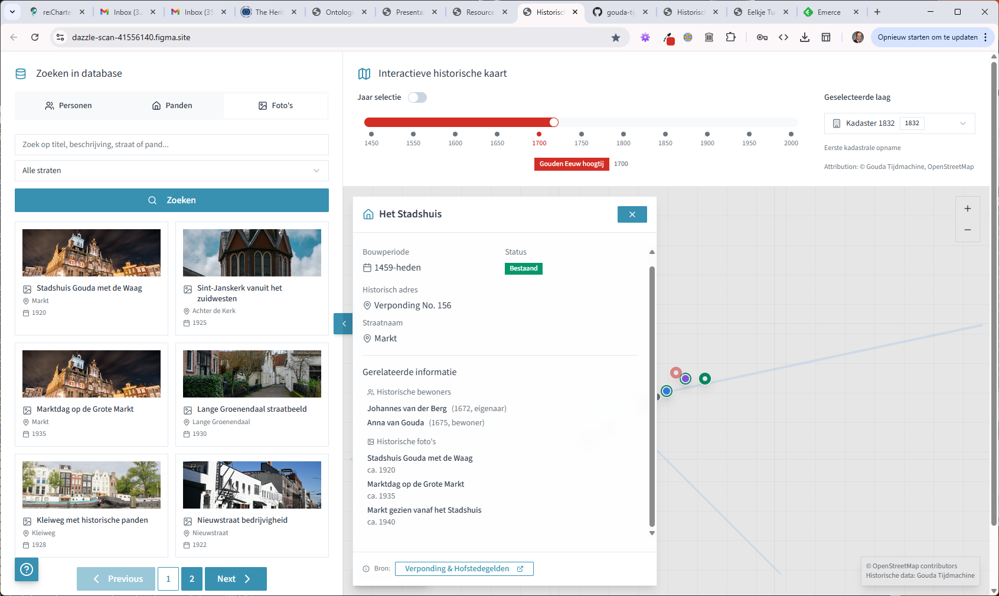 re:Charte
Inbox (3.2
Inbox (35
The Herit
Ontologi
Presenta
Resource
Historisc
gouda-tij
Historisc
Eelkje Tu
Emerce
dazzle-scan-41556140.figma.site
Opnieuw starten om te updaten
Zoeken in database
Personen
Panden
Foto's
Zoek op titel, beschrijving, straat of pand...
Alle straten
Zoeken
Stadshuis Gouda met de Waag
Markt
1920
Sint-Janskerk vanuit het
zuidwesten
Achter de Kerk
1925
Marktdag op de Grote Markt
Markt
1935
Lange Groenendaal straatbeeld
Lange Groenendaal
1930
Kleiweg met historische panden
Kleiweg
1928
Nieuwstraat bedrijvigheid
Nieuwstraat
1922
Previous
1
2
Next
Interactieve historische kaart
Jaar selectie
1450
1550
1600
1650
1700
1750
1800
1850
1900
1950
2000
Gouden Eeuw hoogtij
1700
Geselecteerde laag
Kadaster 1832
1832
Eerste kadastrale opname
Attribution: © Gouda Tijdmachine, OpenStreetMap
Het Stadshuis
Bouwperiode
1459-heden
Status
Bestaand
Historisch adres
Verponding No. 156
Straatnaam
Markt
Gerelateerde informatie
Historische bewoners
Johannes van der Berg (1672, eigenaar)
Anna van Gouda (1675, bewoner)
Historische foto's
Stadshuis Gouda met de Waag
ca. 1920
Marktdag op de Grote Markt
ca. 1935
Markt gezien vanaf het Stadshuis
ca. 1940
Bron:
Verponding & Hofstedegelden
+
−
© OpenStreetMap contributors
Historische data: Gouda Tijdmachine